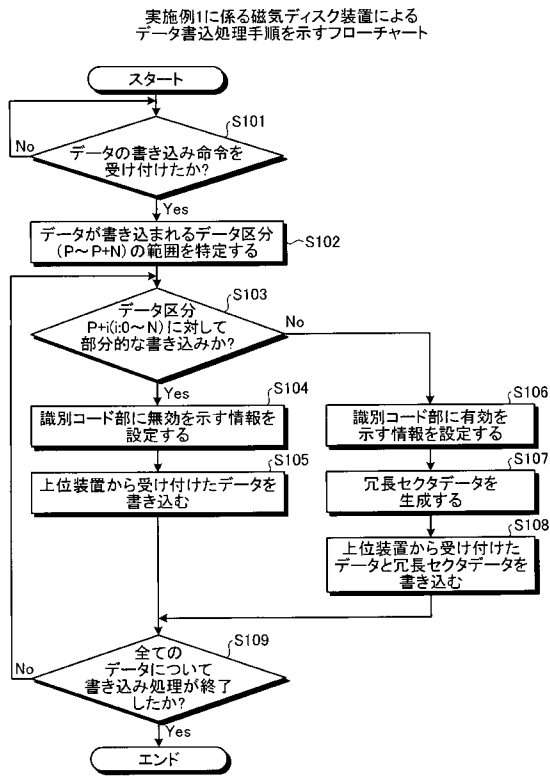 実施例1に係る磁気ディスク装置による
データ書込処理手順を示すフローチャート
スタート
S101
No
データの書き込み命令を
受け付けたか?
Yes
データが書き込まれるデータ区分
(P～P+N)の範囲を特定する
S102
S103
データ区分
P+i(i:0～N)に対して
部分的な書き込みか?
No
Yes
S104
識別コード部に無効を示す情報を
設定する
S105
上位装置から受け付けたデータを
書き込む
S106
識別コード部に有効を
示す情報を設定する
S107
冗長セクタデータを
生成する
S108
上位装置から受け付けた
データと冗長セクタデータを
書き込む
S109
No
全ての
データについて
書き込み処理が終了
したか?
Yes
エンド